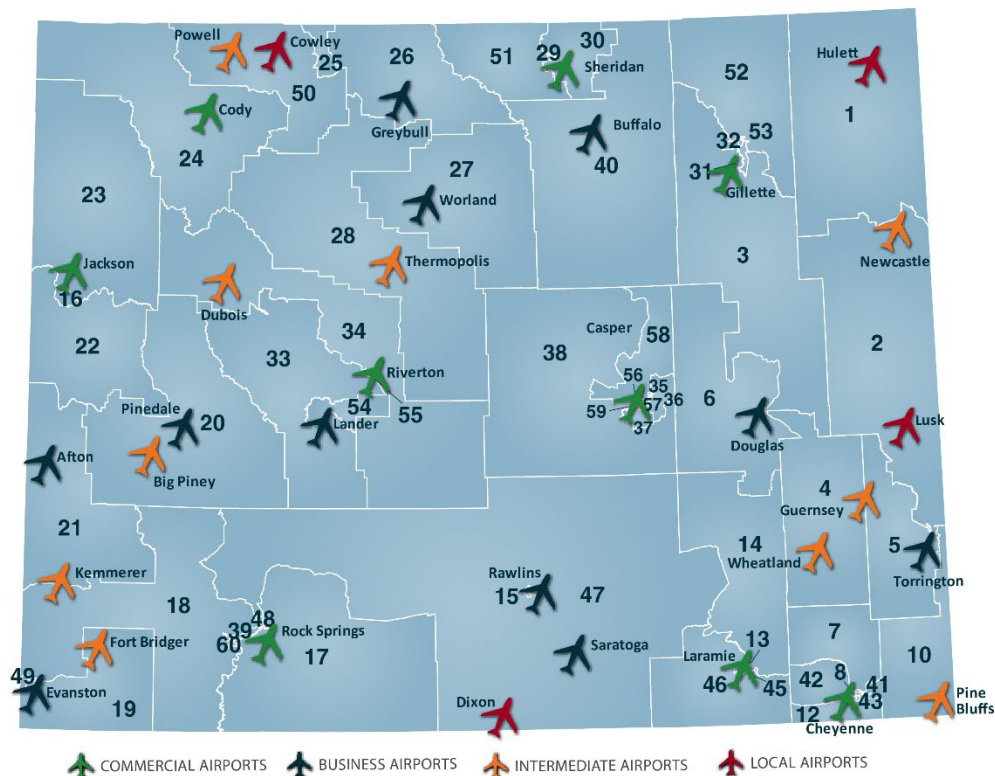 Powell
Cowley
25
26
51
29
30
Sheridan
52
Hulett
50
Cody
Greybull
Buffalo
32
53
1
24
40
31
Gillette
23
27
Worland
28
Thermopolis
3
Newcastle
Jackson
16
Dubois
22
33
34
Casper
58
38
2
Riverton
56
35
54
55
59
57
36
37
6
Pinedale
20
Lander
Douglas
Lusk
Afton
Big Piney
4
Guernsey
21
14
Wheatland
5
Torrington
Kemmerer
18
Rawlins
15
47
48
39
60
Rock Springs
17
Fort Bridger
Saratoga
7
13
Laramie
46
45
10
49
Evanston
19
42
8
41
43
12
Cheyenne
Dixon
Pine
Bluffs
COMMERCIAL AIRPORTS
BUSINESS AIRPORTS
INTERMEDIATE AIRPORTS
LOCAL AIRPORTS